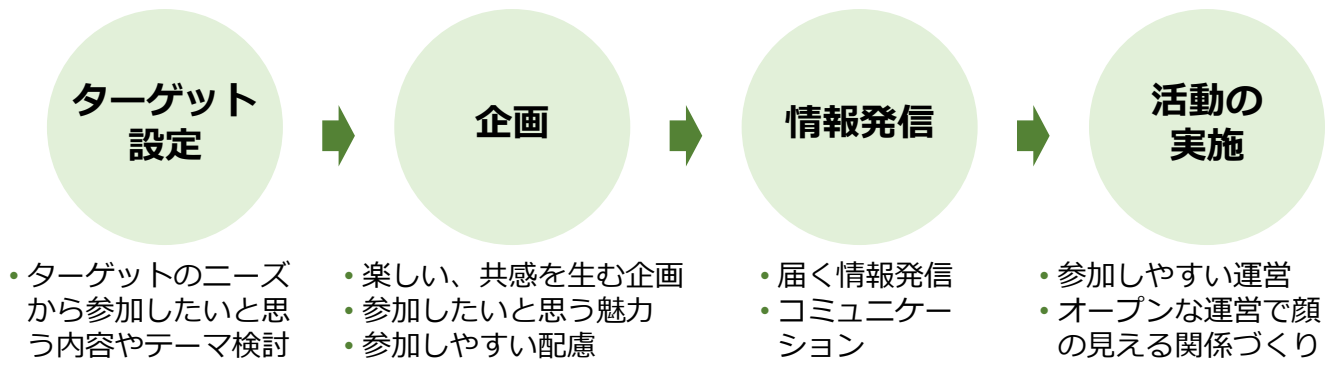 ターゲット
設定
企画
情報発信
活動の
実施
• ターゲットのニーズ
から参加したいと思
う内容やテーマ検討
• 楽しい、共感を生む企画
• 参加したいと思う魅力
• 参加しやすい配慮
• 届く情報発信
• コミュニケー
ション
• 参加しやすい運営
• オープンな運営で顔
の見える関係づくり